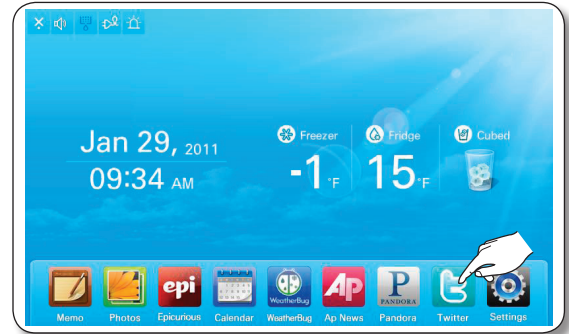 Jan 29, 2011
09:34 AM
Freezer
-1 °F
Fridge
15 °F
Cubed
epi
WeatherBug
AP
P
PANDORA
Memo
Photos
Epicurious
Calendar
WeatherBug
Ap News
Pandora
Twitter
Settings